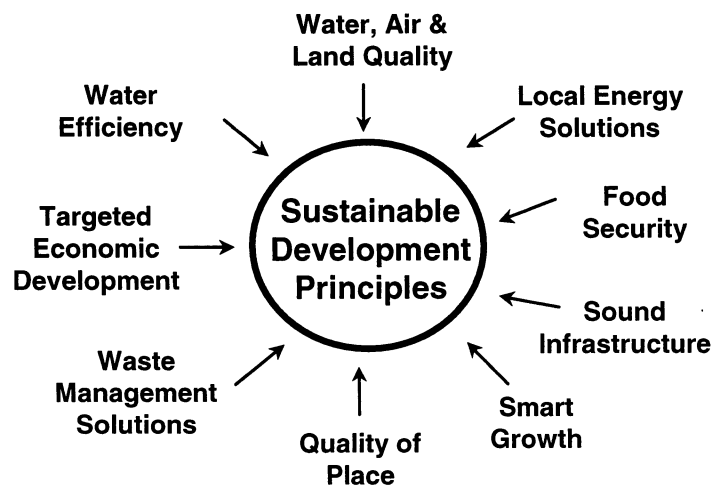 Water, Air &
Land Quality
Water
Efficiency
Local Energy
Solutions
Targeted
Economic
Development
Sustainable
Development
Principles
Food
Security
Sound
Infrastructure
Waste
Management
Solutions
Smart
Growth
Quality of
Place